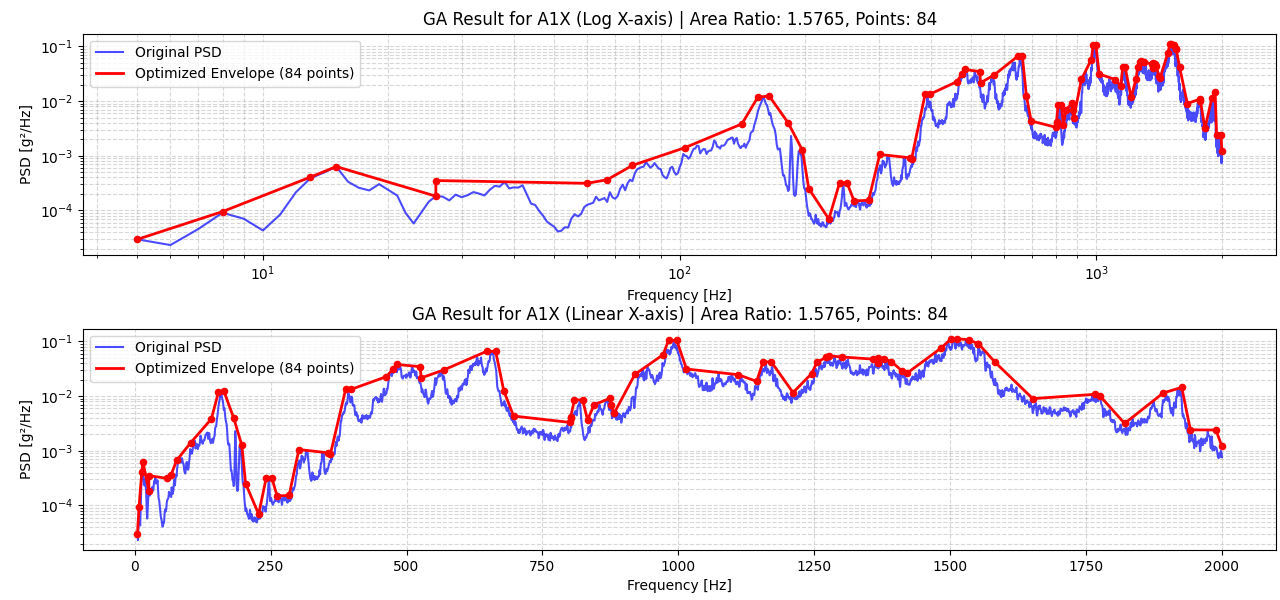 GA Result for A1X (Log X-axis) | Area Ratio: 1.5765, Points: 84
Original PSD
Optimized Envelope (84 points)
PSD [g²/Hz]
10⁻¹
10⁻²
10⁻³
10⁻⁴
10¹ 10² 10³
Frequency [Hz]
GA Result for A1X (Linear X-axis) | Area Ratio: 1.5765, Points: 84
Original PSD
Optimized Envelope (84 points)
PSD [g²/Hz]
10⁻¹
10⁻²
10⁻³
10⁻⁴
0 250 500 750 1000 1250 1500 1750 2000
Frequency [Hz]